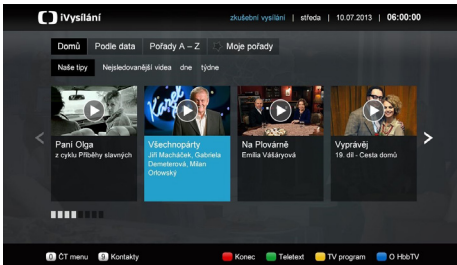 iVysílání
zkušební vysílání | středa | 10.07.2013 | 06:00:00
Domů Podle data Pořady A – Z Moje pořady
Naše tipy Nejsledovanější videa dne týdne
Karel
Paní Olga
z cyklu Příběhy slavných
Všechnopárty
Jiří Macháček, Gabriela
Demeterová, Milan
Orlowský
Na Plovárně
Emilia Vášáryová
Vyprávěj
19. díl - Cesta domů
ČT menu Kontakty Konec Teletext TV program O HbbTV